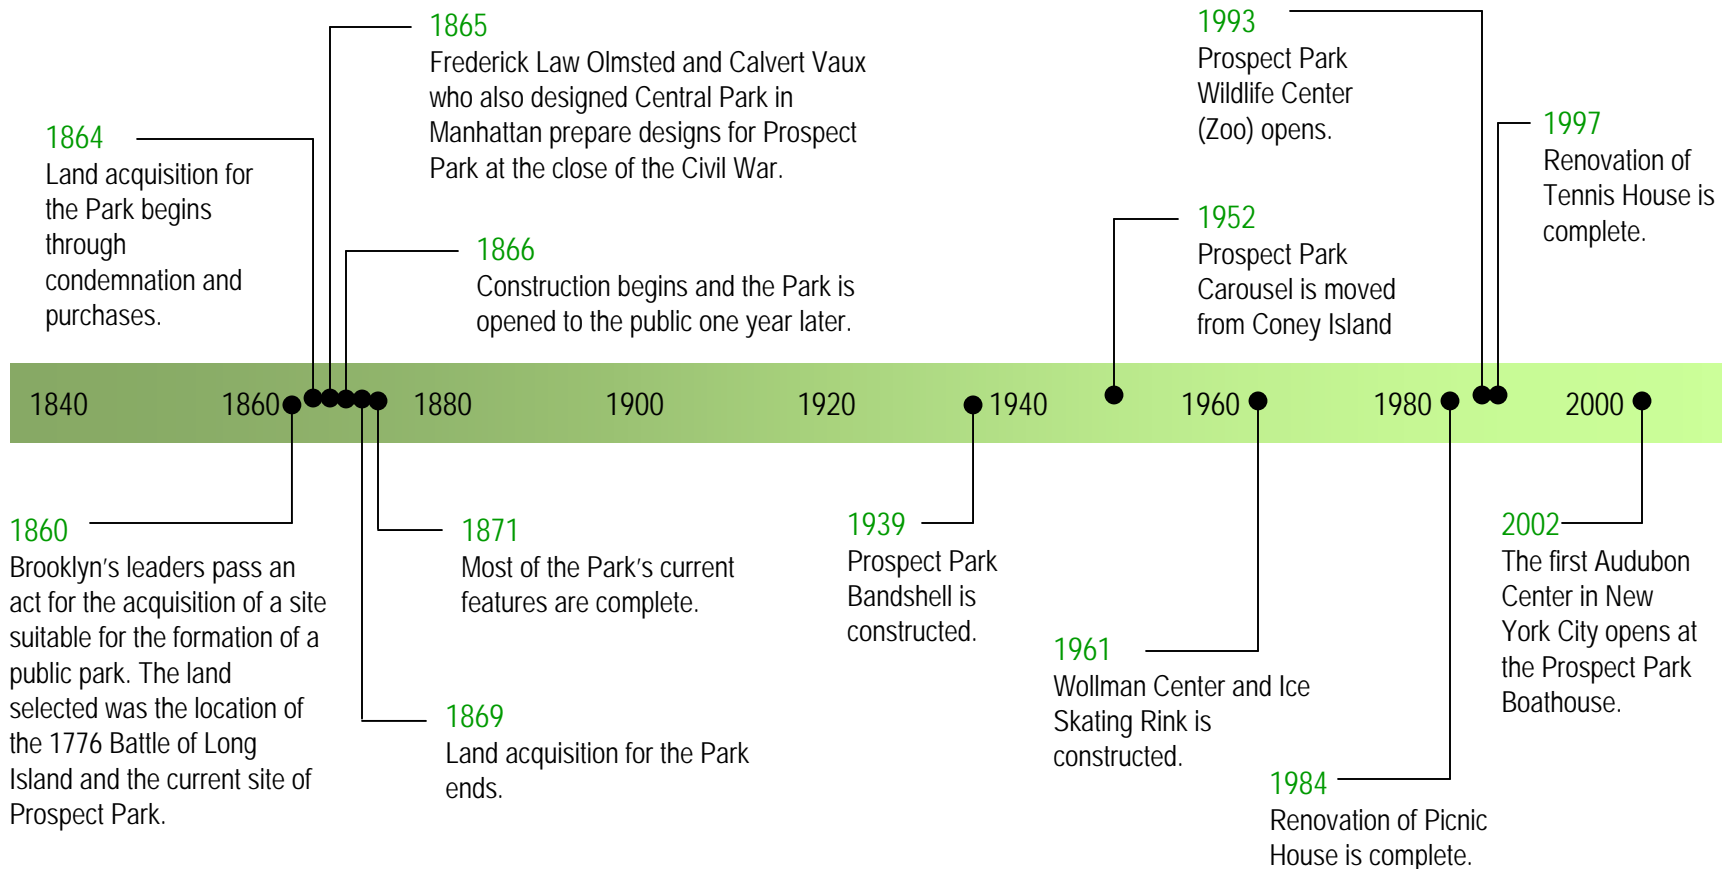 1864
Land acquisition for
the Park begins
through
condemnation and
purchases.
1865
Frederick Law Olmsted and Calvert Vaux
who also designed Central Park in
Manhattan prepare designs for Prospect
Park at the close of the Civil War.
1866
Construction begins and the Park is
opened to the public one year later.
1993
Prospect Park
Wildlife Center
(Zoo) opens.
1952
Prospect Park
Carousel is moved
from Coney Island
1997
Renovation of
Tennis House is
complete.
1840 1860 1880 1900 1920 1940 1960 1980 2000
1860
Brooklyn's leaders pass an
act for the acquisition of a site
suitable for the formation of a
public park. The land
selected was the location of
the 1776 Battle of Long
Island and the current site of
Prospect Park.
1871
Most of the Park's current
features are complete.
1869
Land acquisition for the Park
ends.
1939
Prospect Park
Bandshell is
constructed.
1961
Wollman Center and Ice
Skating Rink is
constructed.
1984
Renovation of Picnic
House is complete.
2002
The first Audubon
Center in New
York City opens at
the Prospect Park
Boathouse.